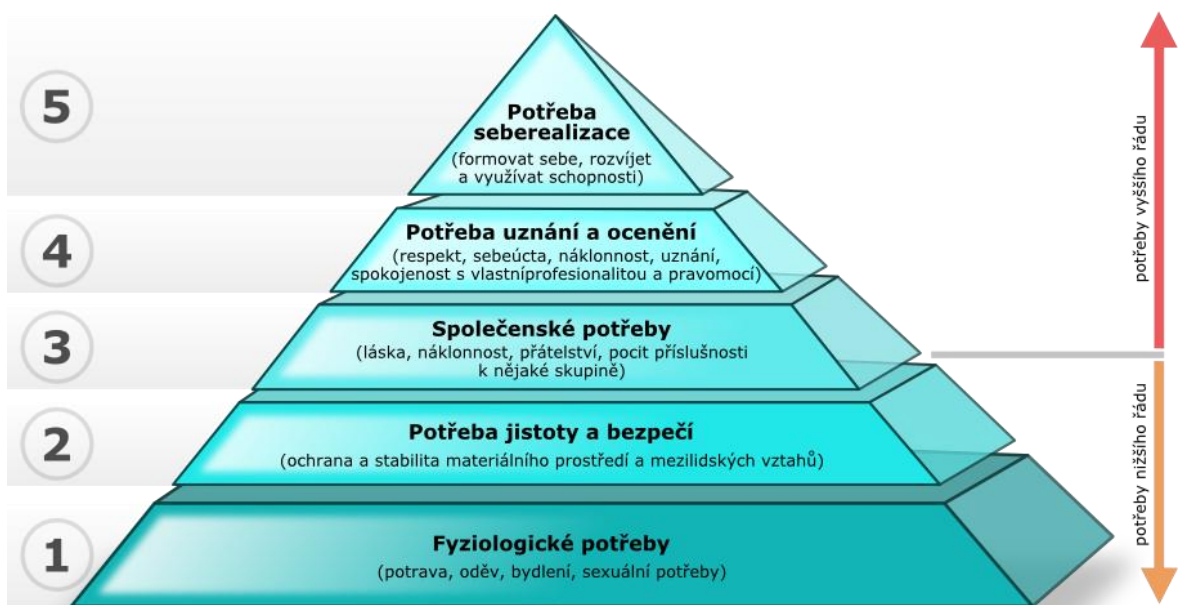 5
Potřeba
seberealizace
(formovat sebe, rozvíjet
a využívat schopnosti)
4
Potřeba uznání a ocenění
(respekt, sebeúcta, náklonnost, uznání,
spokojenost s vlastníprofesionalitou a pravomocí)
3
Společenské potřeby
(láska, náklonnost, přátelství, pocit příslušnosti
k nějaké skupině)
2
Potřeba jistoty a bezpečí
(ochrana a stabilita materiálního prostředí a mezilidských vztahů)
1
Fyziologické potřeby
(potrava, oděv, bydlení, sexuální potřeby)
potřeby vyššího řádu
potřeby nižšího řádu